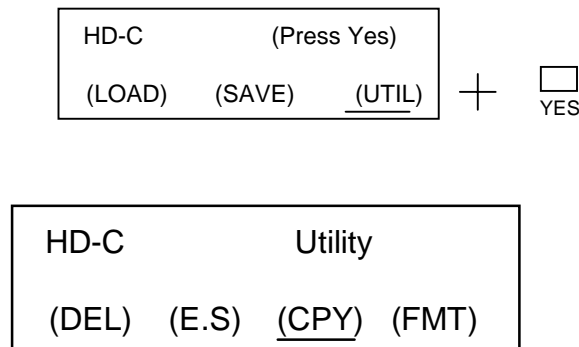 HD-C (Press Yes)
(LOAD) (SAVE) (UTIL)
YES
HD-C Utility
(DEL) (E.S) (CPY) (FMT)